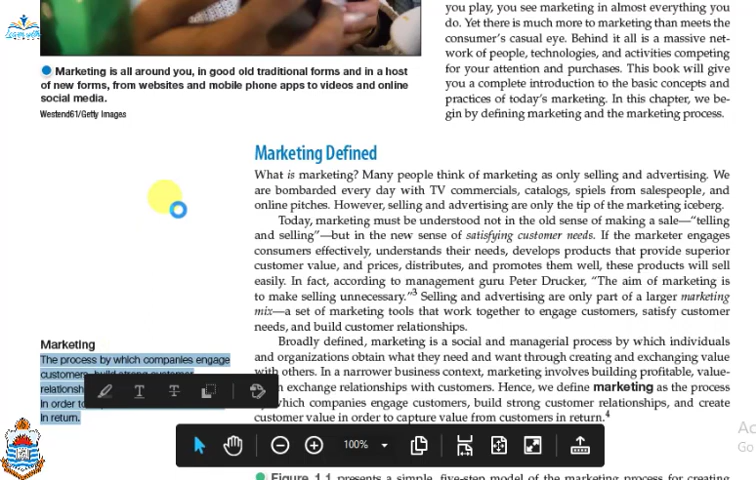 you play, you see marketing in almost everything you
do. Yet there is much more to marketing than meets the
consumer's casual eye. Behind it all is a massive net-
work of people, technologies, and activities competing
for your attention and purchases. This book will give
you a complete introduction to the basic concepts and
practices of today's marketing. In this chapter, we be-
gin by defining marketing and the marketing process.
Marketing is all around you, in good old traditional forms and in a host
of new forms, from websites and mobile phone apps to videos and online
social media.
Westend61/Getty Images
Marketing Defined
What is marketing? Many people think of marketing as only selling and advertising. We
are bombarded every day with TV commercials, catalogs, spiels from salespeople, and
online pitches. However, selling and advertising are only the tip of the marketing iceberg.
Today, marketing must be understood not in the old sense of making a sale—“telling
and selling”—but in the new sense of satisfying customer needs. If the marketer engages
consumers effectively, understands their needs, develops products that provide superior
customer value, and prices, distributes, and promotes them well, these products will sell
easily. In fact, according to management guru Peter Drucker, “The aim of marketing is
to make selling unnecessary.”3 Selling and advertising are only part of a larger marketing
mix—a set of marketing tools that work together to engage customers, satisfy customer
needs, and build customer relationships.
Broadly defined, marketing is a social and managerial process by which individuals
and organizations obtain what they need and want through creating and exchanging value
with others. In a narrower business context, marketing involves building profitable, value-
exchange relationships with customers. Hence, we define marketing as the process
which companies engage customers, build strong customer relationships, and create
customer value in order to capture value from customers in return.4
Marketing
The process by which companies engage
customers, build strong customer
relationsh
in order to
in return.
100%
Figure 1.1 presents a simple, five-step model of the marketing process for creating
Ac
Go